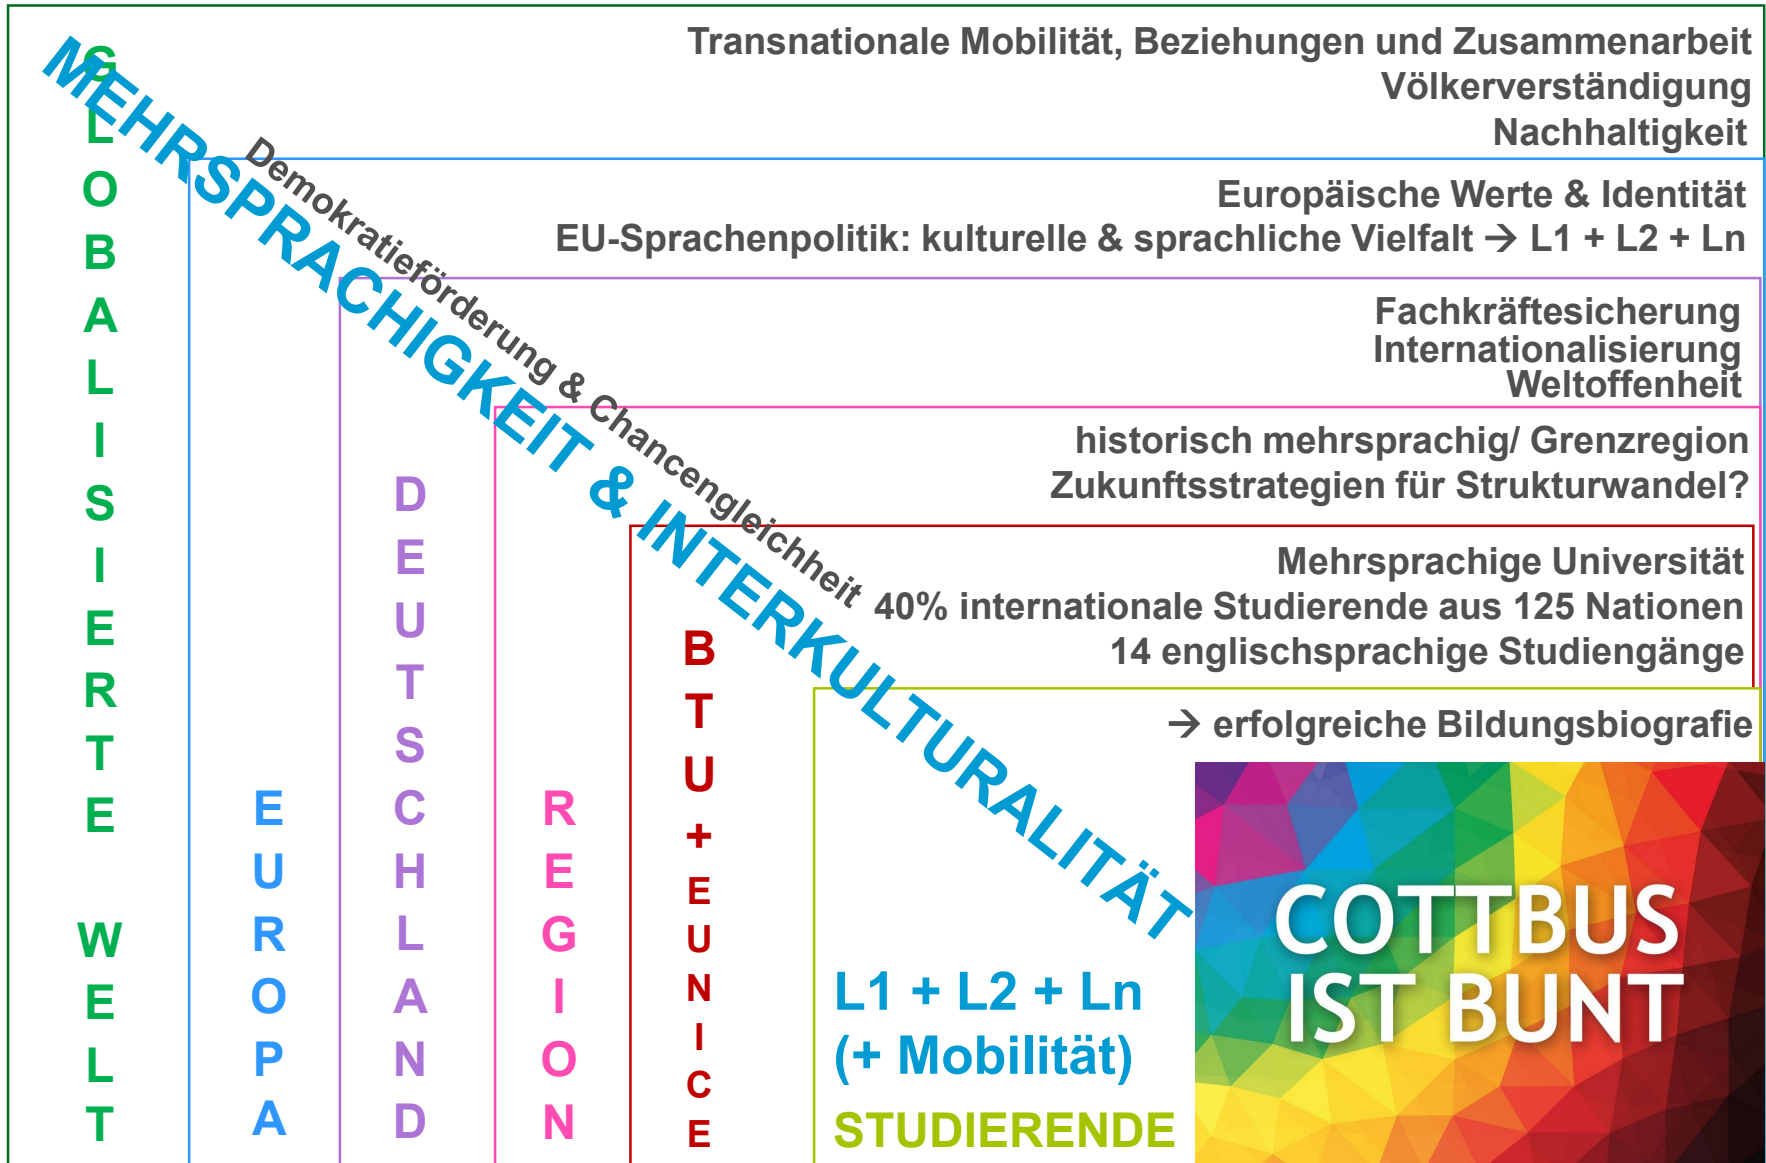 GLOBALISIERTE WELT
MEHRSPRACHIGKEIT & INTERKULTURALITÄT
Demokratieförderung & Chancengleichheit
Transnationale Mobilität, Beziehungen und Zusammenarbeit
Völkerverständigung
Nachhaltigkeit
EUROPA
Europäische Werte & Identität
EU-Sprachenpolitik: kulturelle & sprachliche Vielfalt → L1 + L2 + Ln
DEUTSCHLAND
Fachkräftesicherung
Internationalisierung
Weltoffenheit
REGION
historisch mehrsprachig/ Grenzregion
Zukunftsstrategien für Strukturwandel?
BTU+EUNICE
Mehrsprachige Universität
40% internationale Studierende aus 125 Nationen
14 englischsprachige Studiengänge
→ erfolgreiche Bildungsbiografie
L1 + L2 + Ln
(+ Mobilität)
STUDIERENDE
COTTBUS
IST BUNT